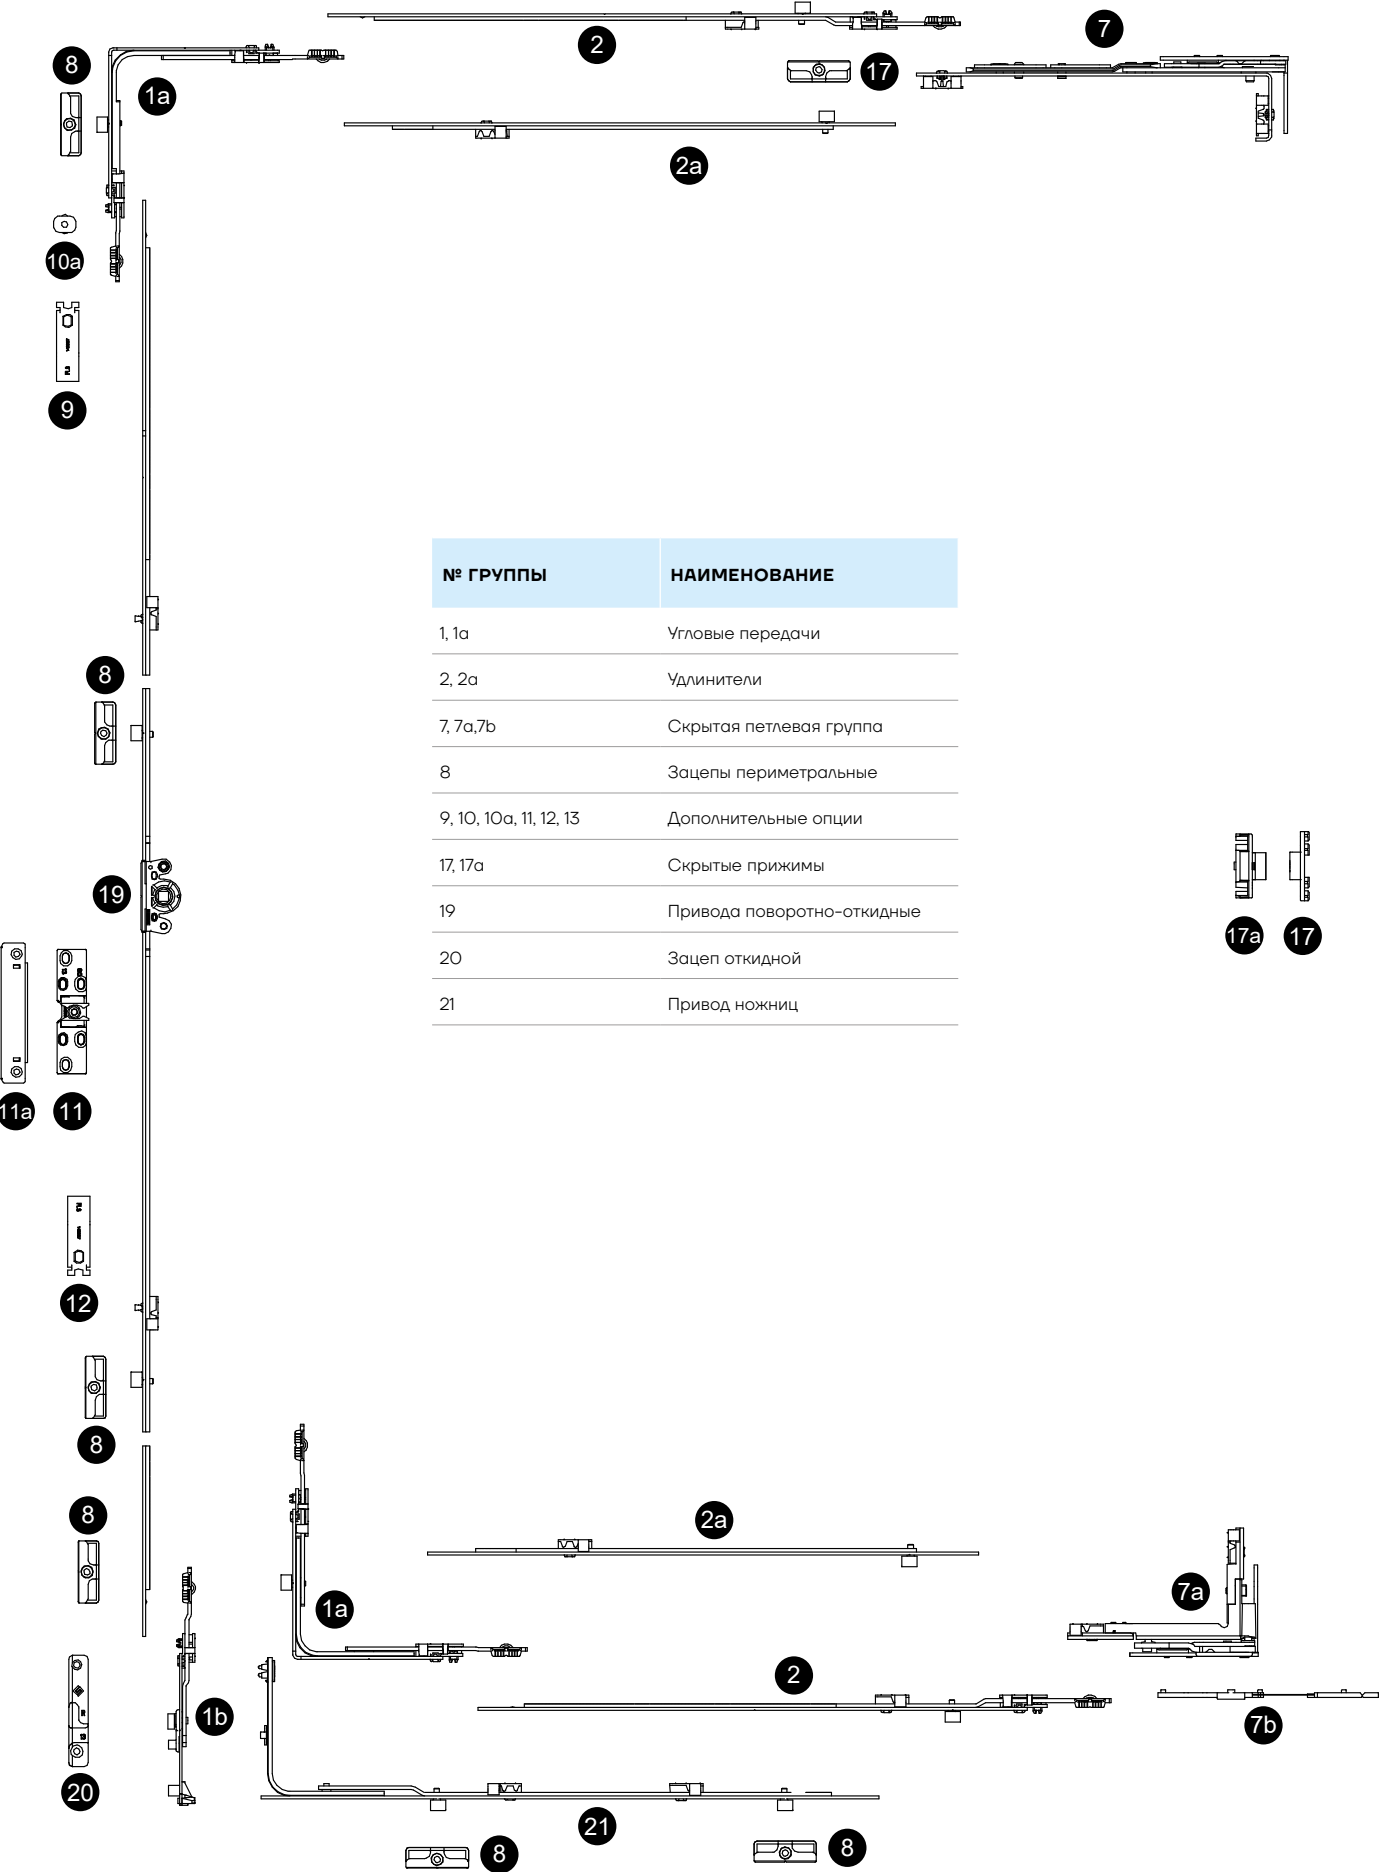 2
7
8
17
1a
2a
10a
9
№ ГРУППЫ НАИМЕНОВАНИЕ
1, 1a Угловые передачи
2, 2a Удлинители
8
7, 7a,7b Скрытая петлевая группа
8 Зацепы периметральные
9, 10, 10a, 11, 12, 13 Дополнительные опции
17, 17a Скрытые прижимы
19
19 Привода поворотно-откидные
17a 17
20 Зацеп откидной
21 Привод ножниц
11a 11
12
8
8
2a
7a
1a
2
1b
7b
20
21
8
8